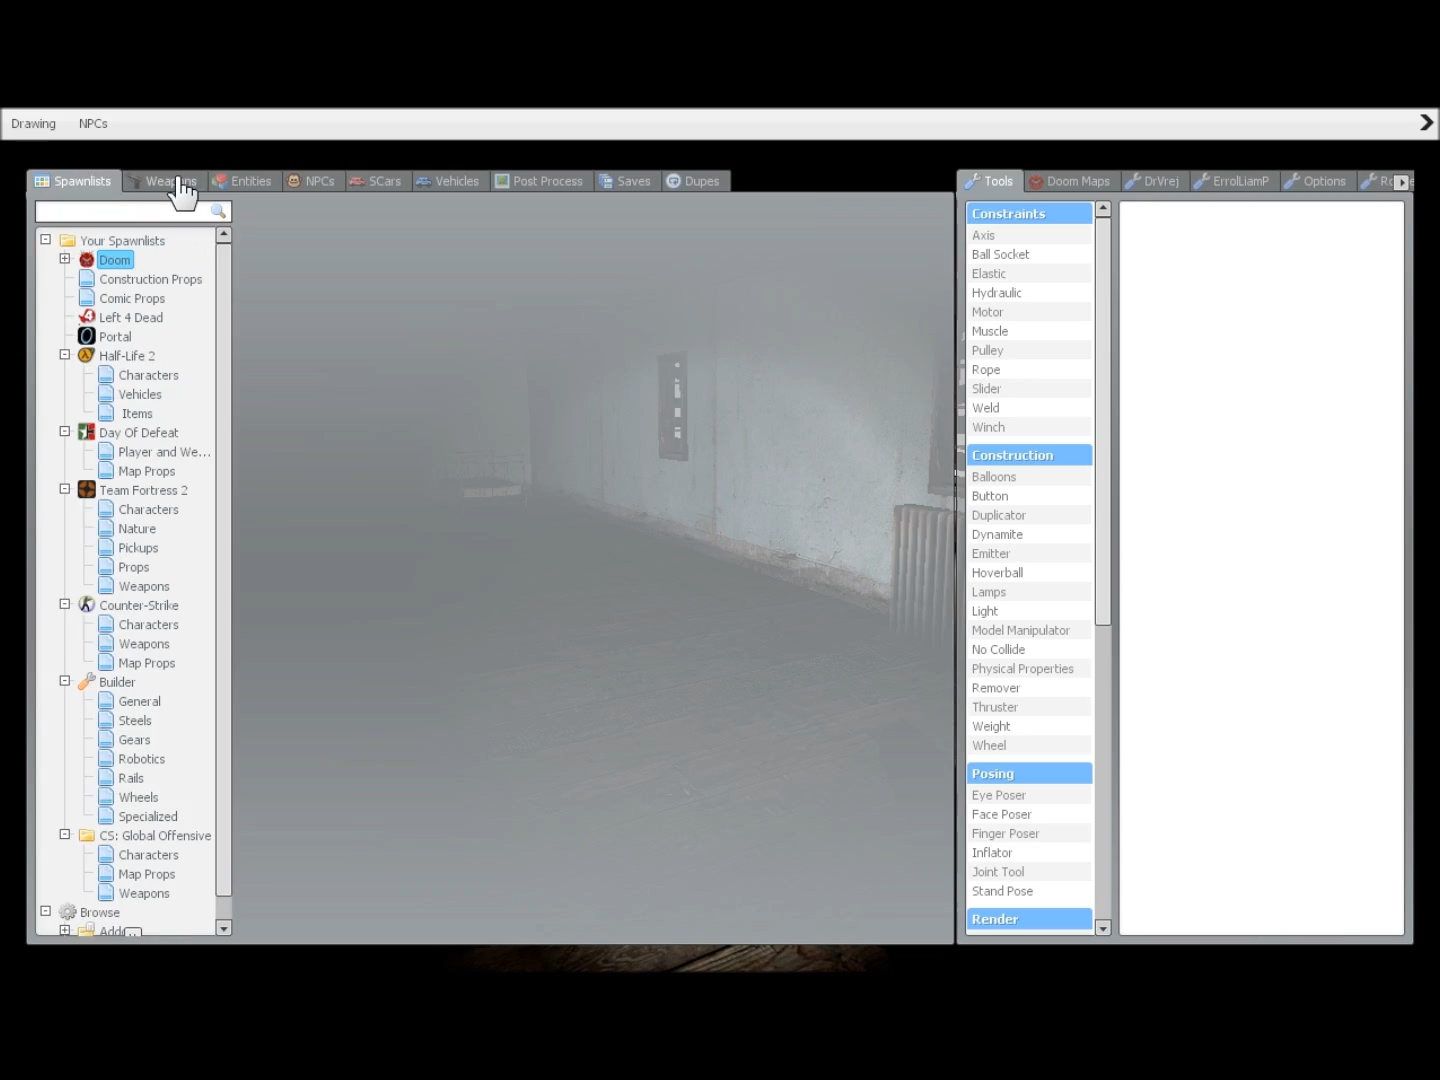 Drawing NPCs
Spawnlists Weapons Entities NPCs SCars Vehicles Post Process Saves Dupes
Your Spawnlists
Doom
Construction Props
Comic Props
Left 4 Dead
Portal
Half-Life 2
Characters
Vehicles
Items
Day Of Defeat
Player and We...
Map Props
Team Fortress 2
Characters
Nature
Pickups
Props
Weapons
Counter-Strike
Characters
Weapons
Map Props
Builder
General
Steels
Gears
Robotics
Rails
Wheels
Specialized
CS: Global Offensive
Characters
Map Props
Weapons
Browse
Tools Doom Maps DrVrej ErrolLiamP Options
Constraints
Axis
Ball Socket
Elastic
Hydraulic
Motor
Muscle
Pulley
Rope
Slider
Weld
Winch
Construction
Balloons
Button
Duplicator
Dynamite
Emitter
Hoverball
Lamps
Light
Model Manipulator
No Collide
Physical Properties
Remover
Thruster
Weight
Wheel
Posing
Eye Poser
Face Poser
Finger Poser
Inflator
Joint Tool
Stand Pose
Render